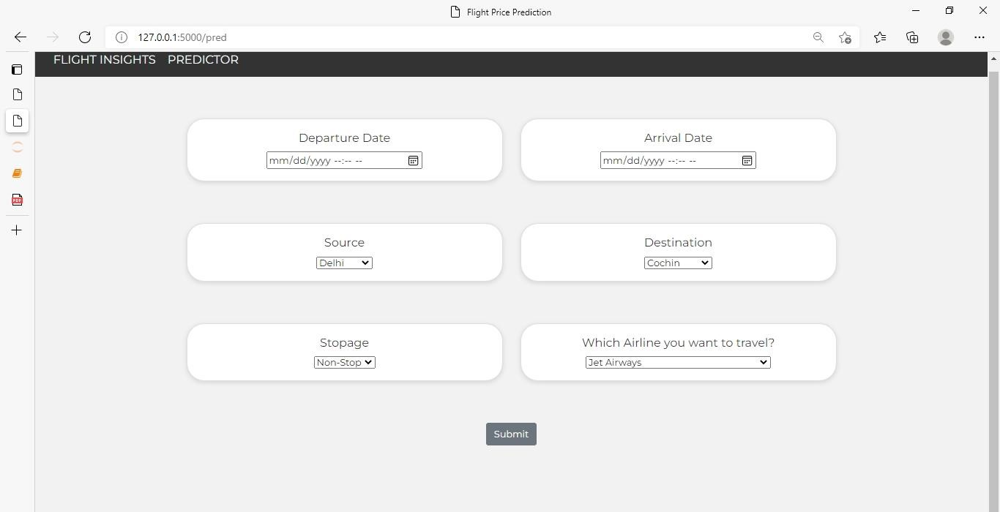 Flight Price Prediction
127.0.0.1:5000/pred
FLIGHT INSIGHTS PREDICTOR
Departure Date
mm/dd/yyyy --:-- --
Arrival Date
mm/dd/yyyy --:-- --
Source
Delhi
Destination
Cochin
Stopage
Non-Stop
Which Airline you want to travel?
Jet Airways
Submit
PDF